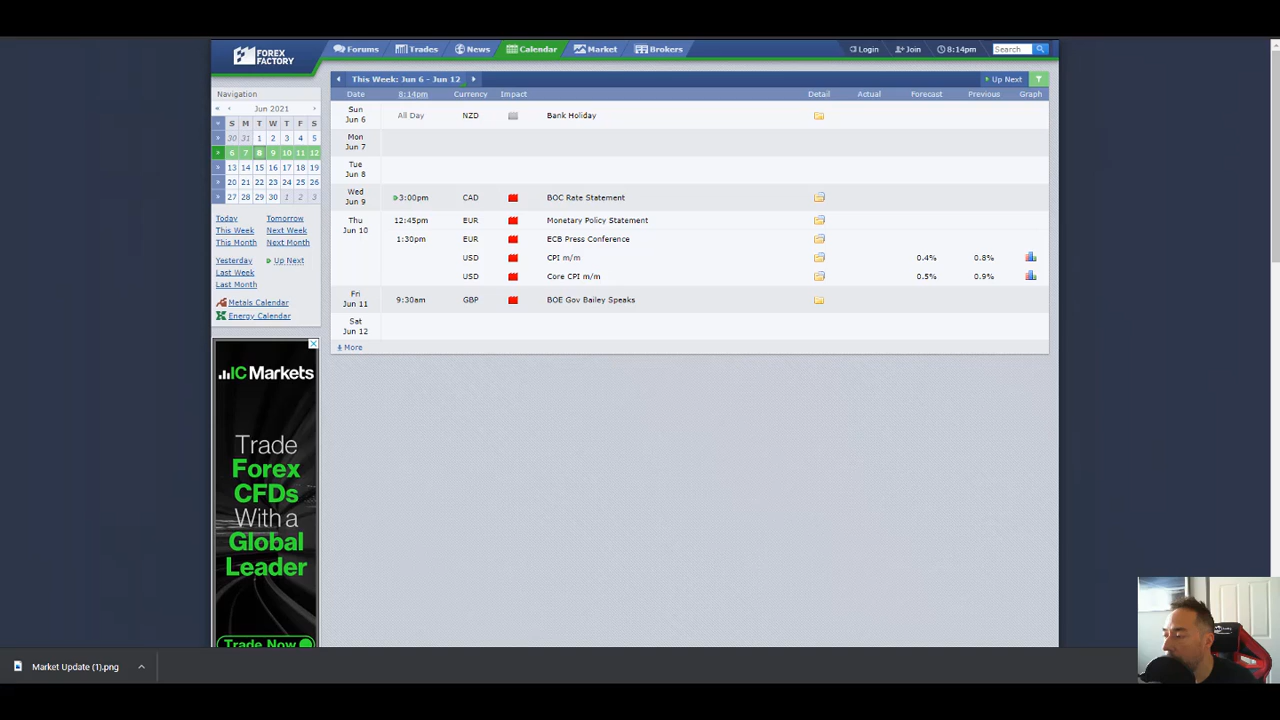 FOREX
FACTORY
Forums Trades News Calendar Market Brokers Login Join 8:14pm Search
Navigation
Jun 2021
S M T W T F S
30 31 1 2 3 4 5
6 7 8 9 10 11 12
13 14 15 16 17 18 19
20 21 22 23 24 25 26
27 28 29 30 1 2 3
Today Tomorrow
This Week Next Week
This Month Next Month
Yesterday Up Next
Last Week
Last Month
Metals Calendar
Energy Calendar
IC Markets
Trade
Forex
CFDs
With a
Global
Leader
Trade Now
This Week: Jun 6 - Jun 12 Up Next
Date 8:14pm Currency Impact Detail Actual Forecast Previous Graph
Sun
Jun 6 All Day NZD Bank Holiday
Mon
Jun 7
Tue
Jun 8
Wed
Jun 9 3:00pm CAD BOC Rate Statement
Thu
Jun 10 12:45pm EUR Monetary Policy Statement
1:30pm EUR ECB Press Conference
USD CPI m/m 0.4% 0.8%
USD Core CPI m/m 0.5% 0.9%
Fri
Jun 11 9:30am GBP BOE Gov Bailey Speaks
Sat
Jun 12
More
Market Update (1).png